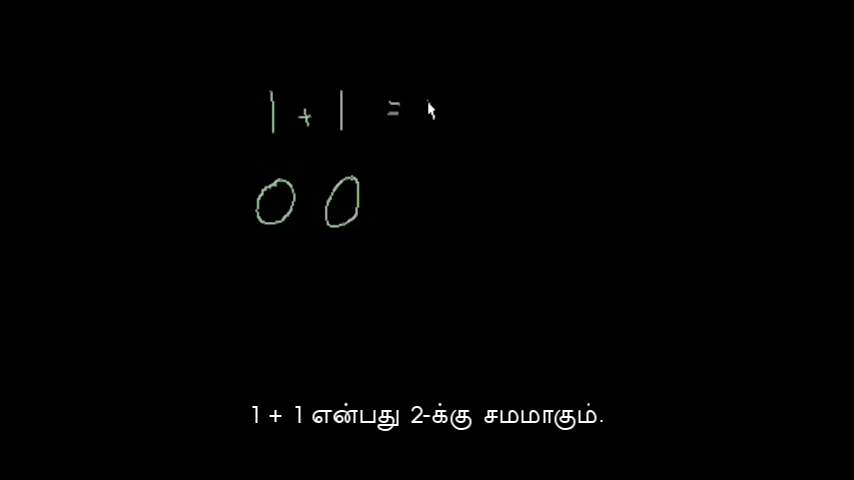 1 + 1 =
1 + 1 என்பது 2-க்கு சமமாகும்.